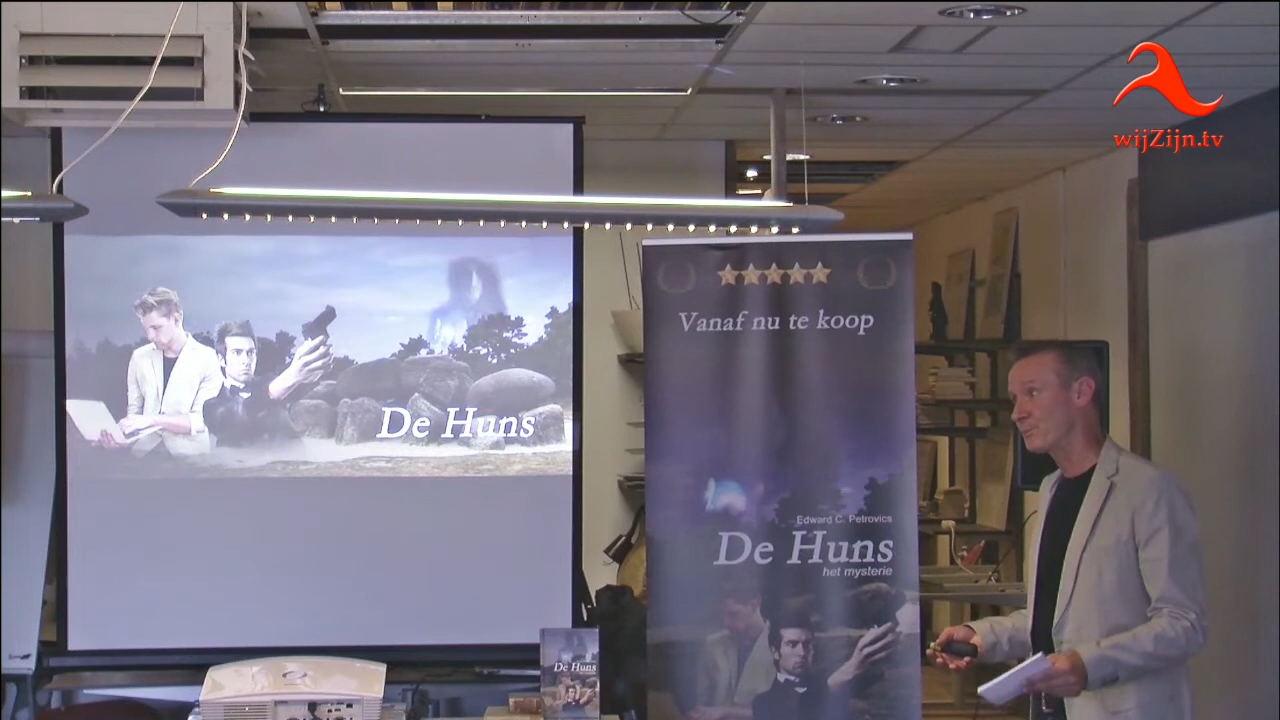 wijZijn.tv
De Huns
Vanaf nu te koop
Edward C. Petrovics
De Huns
het mysterie
De Huns